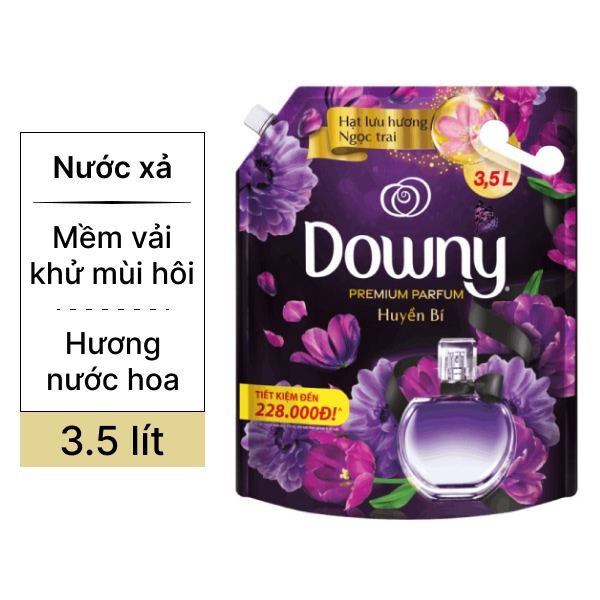 Nước xả
Mềm vải
khử mùi hôi
Hương
nước hoa
3.5 lít
Hạt lưu hương
Ngọc trai
3,5 L
Downy
PREMIUM PARFUM
Huyền Bí
TIẾT KIỆM ĐẾN
228.000Đ!^